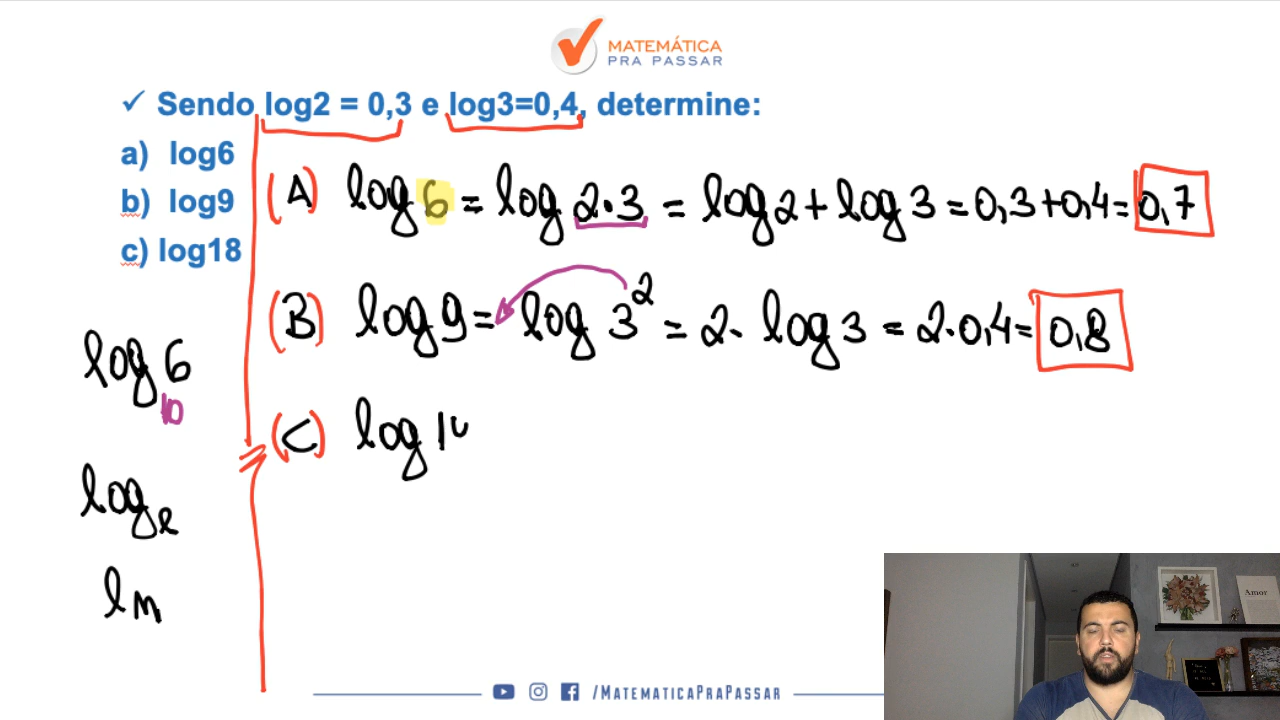 MATEMÁTICA
PRA PASSAR
✓ Sendo log2 = 0,3 e log3=0,4, determine:
a) log6
b) log9
c) log18
(A) log 6 = log 2·3 = log 2 + log 3 = 0,3 + 0,4 = 0,7
(B) log 9 = log 3² = 2· log 3 = 2·0,4 = 0,8
(C) log 1
log 6
10
log e
ln
Amor
/MATEMATICAPRAPASSAR